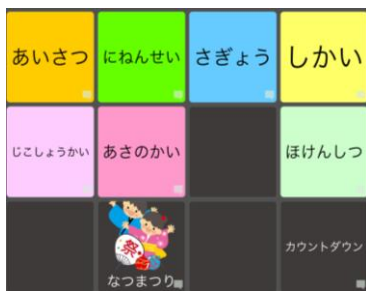 あいさつ
にねんせい
さぎょう
しかい
じこしょうかい
あさのかい
ほけんしつ
祭
なつまつり
カウントダウン